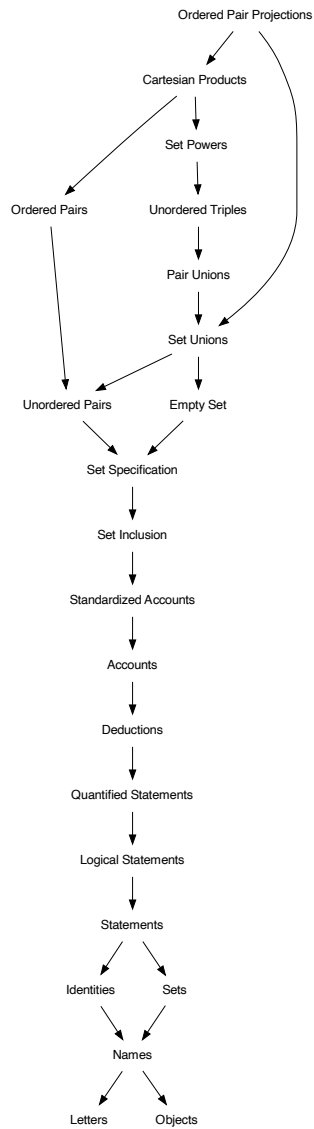 Ordered Pair Projections
Cartesian Products
Set Powers
Ordered Pairs
Unordered Triples
Pair Unions
Set Unions
Unordered Pairs
Empty Set
Set Specification
Set Inclusion
Standardized Accounts
Accounts
Deductions
Quantified Statements
Logical Statements
Statements
Identities
Sets
Names
Letters
Objects